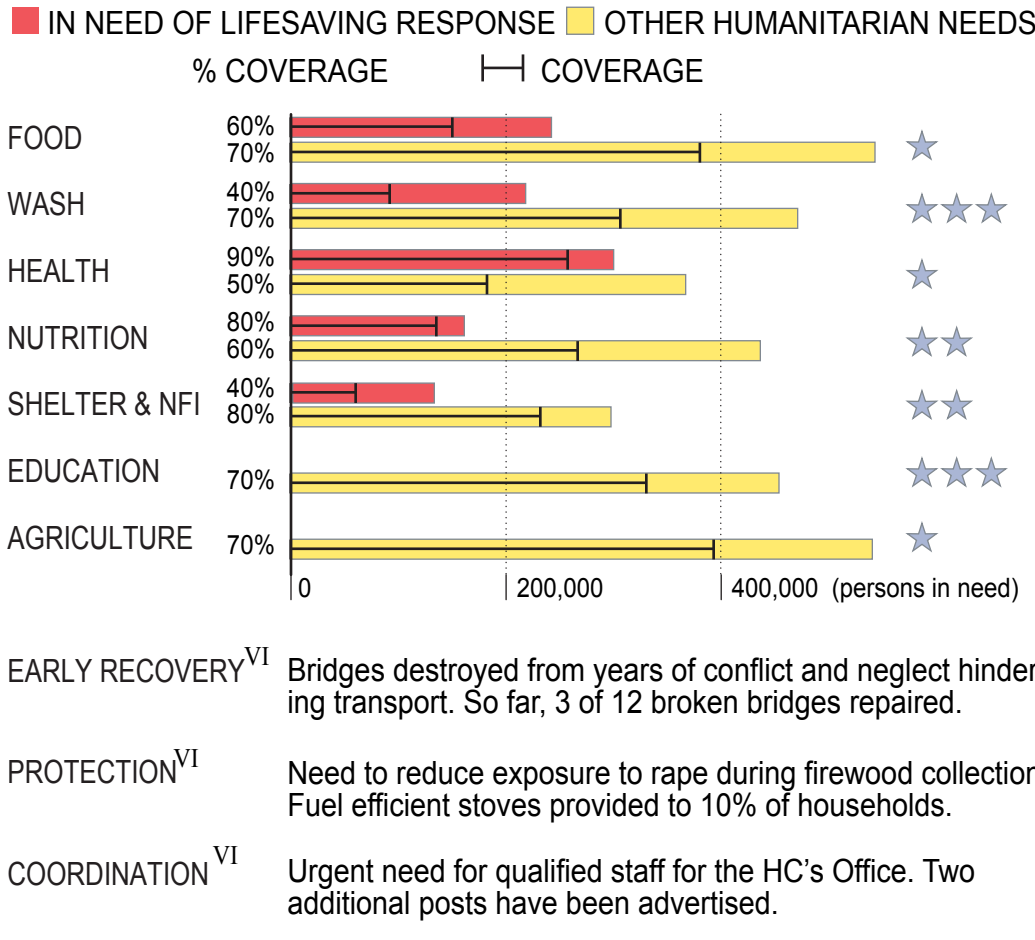 IN NEED OF LIFESAVING RESPONSE OTHER HUMANITARIAN NEEDS
% COVERAGE COVERAGE
FOOD 60%
70%
WASH 40%
70%
HEALTH 90%
50%
NUTRITION 80%
60%
SHELTER & NFI 40%
80%
EDUCATION 70%
AGRICULTURE 70%
0 200,000 400,000 (persons in need)
EARLY RECOVERY VI Bridges destroyed from years of conflict and neglect hinder
ing transport. So far, 3 of 12 broken bridges repaired.
PROTECTION VI Need to reduce exposure to rape during firewood collection
Fuel efficient stoves provided to 10% of households.
COORDINATION VI Urgent need for qualified staff for the HC's Office. Two
additional posts have been advertised.